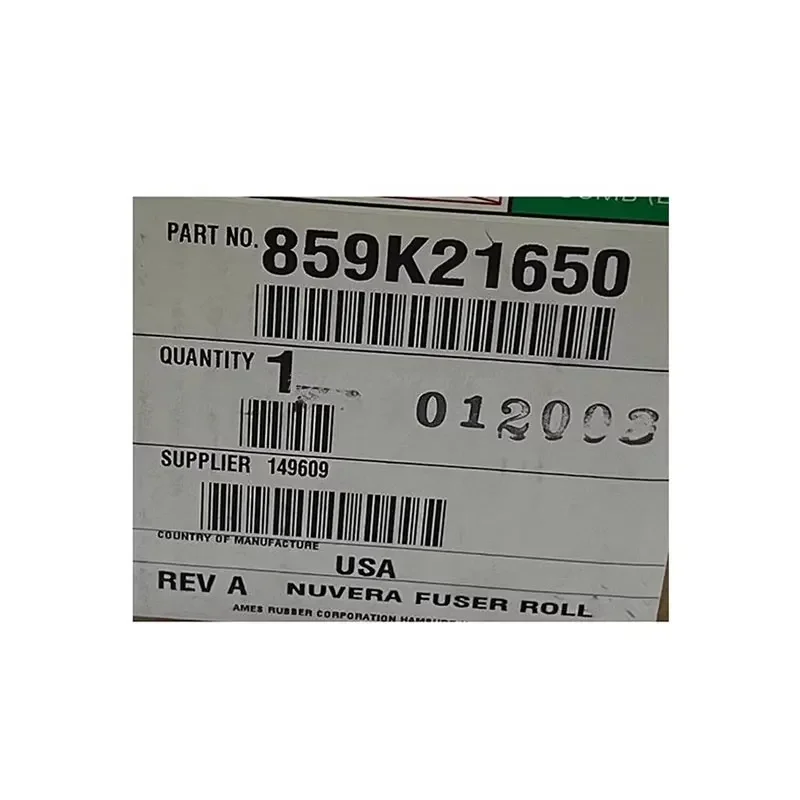 PART NO. 859K21650
QUANTITY 1
012003
SUPPLIER 149609
COUNTRY OF MANUFACTURE
USA
REV A NUVERA FUSER ROLL
AMES RUBBER CORPORATION